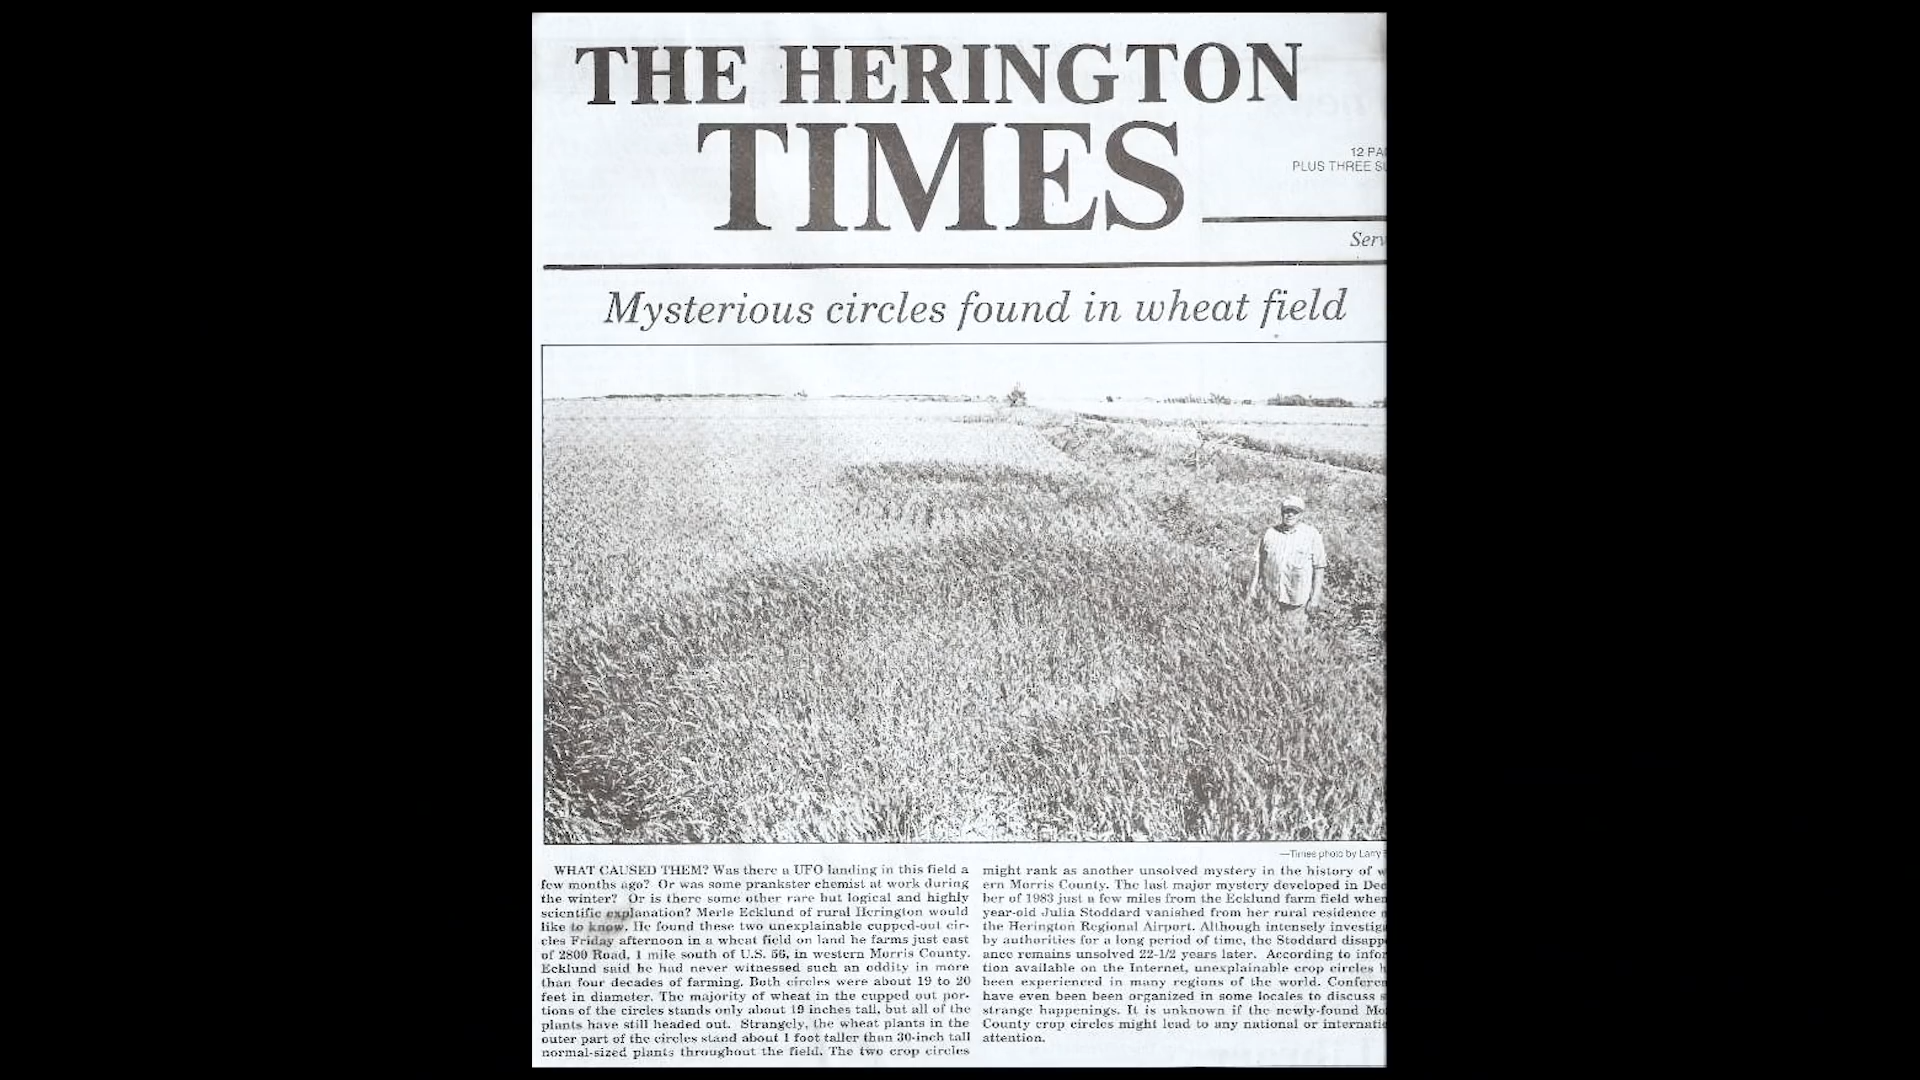 THE HERINGTON
TIMES
12 PA
PLUS THREE S
Serv
Mysterious circles found in wheat field
—Times photo by Larry
WHAT CAUSED THEM? Was there a UFO landing in this field a
few months ago? Or was some prankster chemist at work during
the winter? Or is there some other rare but logical and highly
scientific explanation? Merle Ecklund of rural Herington would
like to know. He found these two unexplainable cupped-out cir-
cles Friday afternoon in a wheat field on land he farms just east
of 2800 Road, 1 mile south of U.S. 56, in western Morris County.
Ecklund said he had never witnessed such an oddity in more
than four decades of farming. Both circles were about 19 to 20
feet in diameter. The majority of wheat in the cupped out por-
tions of the circles stands only about 19 inches tall, but all of the
plants have still headed out. Strangely, the wheat plants in the
outer part of the circles stand about 1 foot taller than 30-inch tall
normal-sized plants throughout the field. The two crop circles
might rank as another unsolved mystery in the history of w
ern Morris County. The last major mystery developed in Dec
ber of 1983 just a few miles from the Ecklund farm field when
year-old Julia Stoddard vanished from her rural residence
the Herington Regional Airport. Although intensely investiga
by authorities for a long period of time, the Stoddard disapp
ance remains unsolved 22-1/2 years later. According to infor
tion available on the Internet, unexplainable crop circles h
been experienced in many regions of the world. Conferen
have even been been organized in some locales to discuss s
strange happenings. It is unknown if the newly-found Mo
County crop circles might lead to any national or internatio
attention.